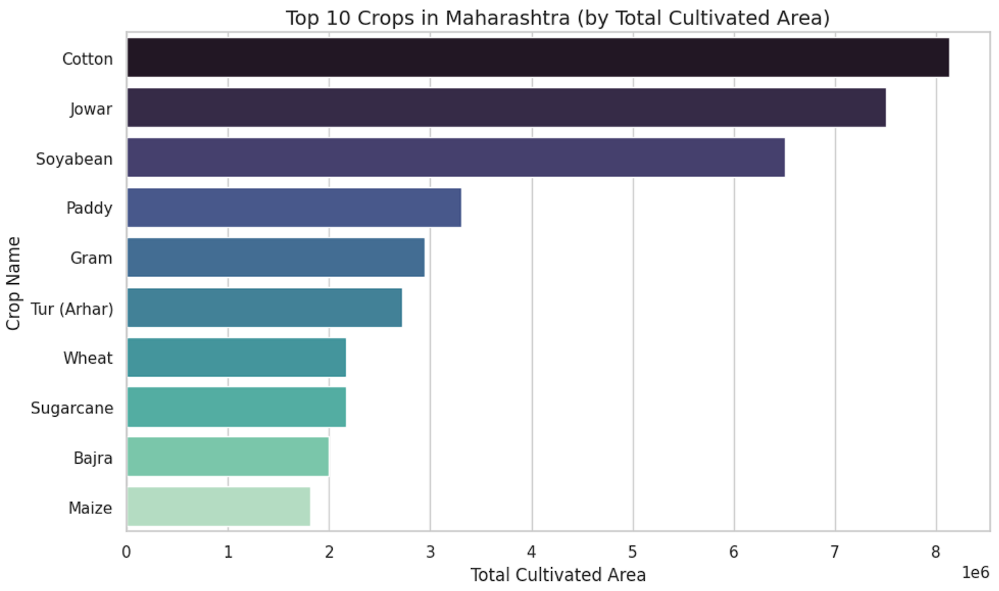 Top 10 Crops in Maharashtra (by Total Cultivated Area)
Crop Name
Cotton
Jowar
Soyabean
Paddy
Gram
Tur (Arhar)
Wheat
Sugarcane
Bajra
Maize
0 1 2 3 4 5 6 7 8
1e6
Total Cultivated Area